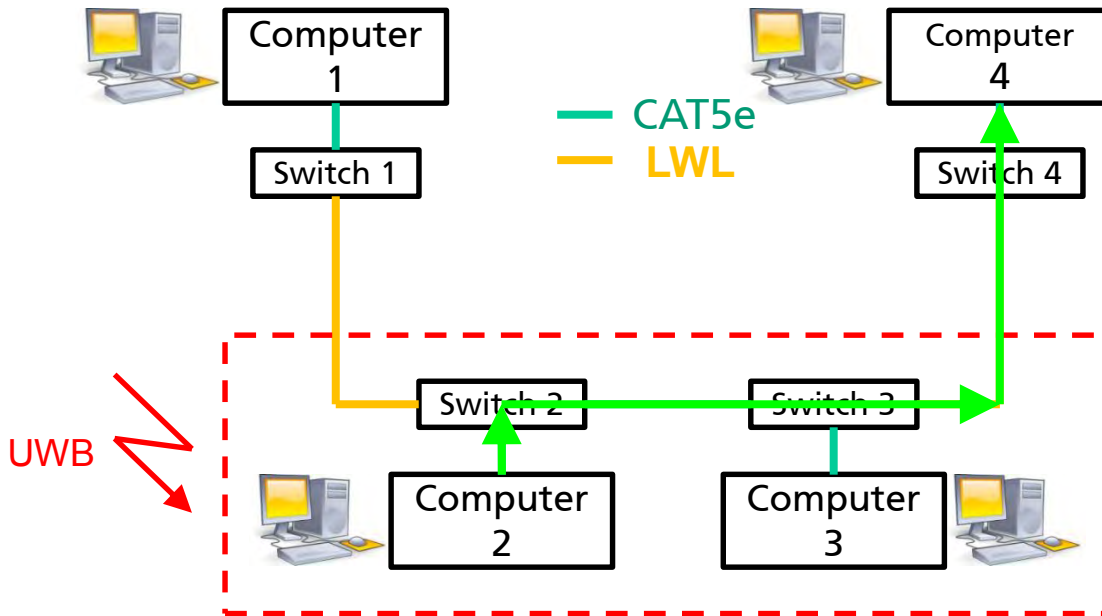 Computer
1
Computer
4
CAT5e
LWL
Switch 1
Switch 4
Switch 2
Switch 3
UWB
Computer
2
Computer
3